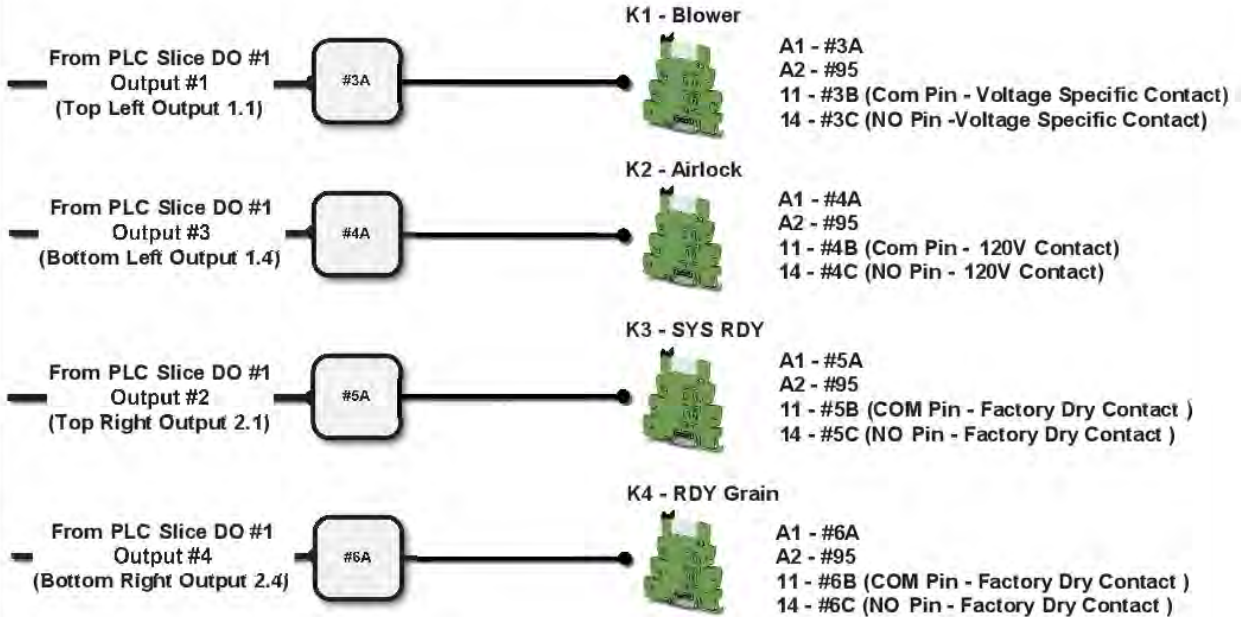 K1 - Blower
From PLC Slice DO #1
Output #1
(Top Left Output 1.1)
#3A
A1 - #3A
A2 - #95
11 - #3B (Com Pin - Voltage Specific Contact)
14 - #3C (NO Pin -Voltage Specific Contact)
K2 - Airlock
From PLC Slice DO #1
Output #3
(Bottom Left Output 1.4)
#4A
A1 - #4A
A2 - #95
11 - #4B (Com Pin - 120V Contact)
14 - #4C (NO Pin - 120V Contact)
K3 - SYS RDY
From PLC Slice DO #1
Output #2
(Top Right Output 2.1)
#5A
A1 - #5A
A2 - #95
11 - #5B (COM Pin - Factory Dry Contact )
14 - #5C (NO Pin - Factory Dry Contact )
K4 - RDY Grain
From PLC Slice DO #1
Output #4
(Bottom Right Output 2.4)
#6A
A1 - #6A
A2 - #95
11 - #6B (COM Pin - Factory Dry Contact )
14 - #6C (NO Pin - Factory Dry Contact )